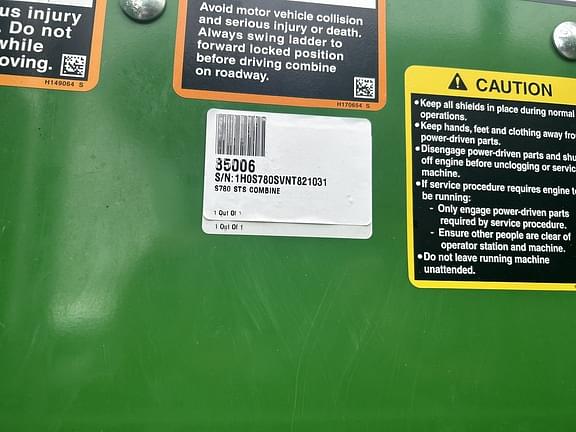 us injury
. Do not
while
oving.
H149064 S
Avoid motor vehicle collision
and serious injury or death.
Always swing ladder to
forward locked position
before driving combine
on roadway.
H170654 S
85006
S/N:1H0S780SVNT821031
S780 STS COMBINE
1 Out Of 1
1 Out Of 1
CAUTION
•Keep all shields in place during normal
operations.
•Keep hands, feet and clothing away fro
power-driven parts.
•Disengage power-driven parts and shu
off engine before unclogging or servic
machine.
•If service procedure requires engine t
be running:
- Only engage power-driven parts
required by service procedure.
- Ensure other people are clear of
operator station and machine.
•Do not leave running machine
unattended.